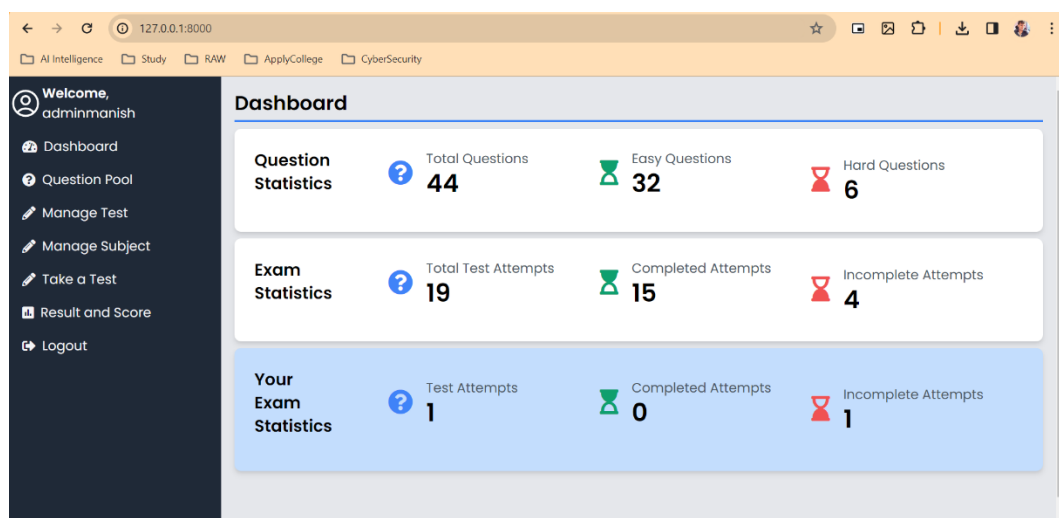 127.0.0.1:8000
AI Intelligence Study RAW ApplyCollege CyberSecurity
Welcome,
adminmanish
Dashboard
Question Pool
Manage Test
Manage Subject
Take a Test
Result and Score
Logout
Dashboard
Question
Statistics
Total Questions
44
Easy Questions
32
Hard Questions
6
Exam
Statistics
Total Test Attempts
19
Completed Attempts
15
Incomplete Attempts
4
Your
Exam
Statistics
Test Attempts
1
Completed Attempts
0
Incomplete Attempts
1